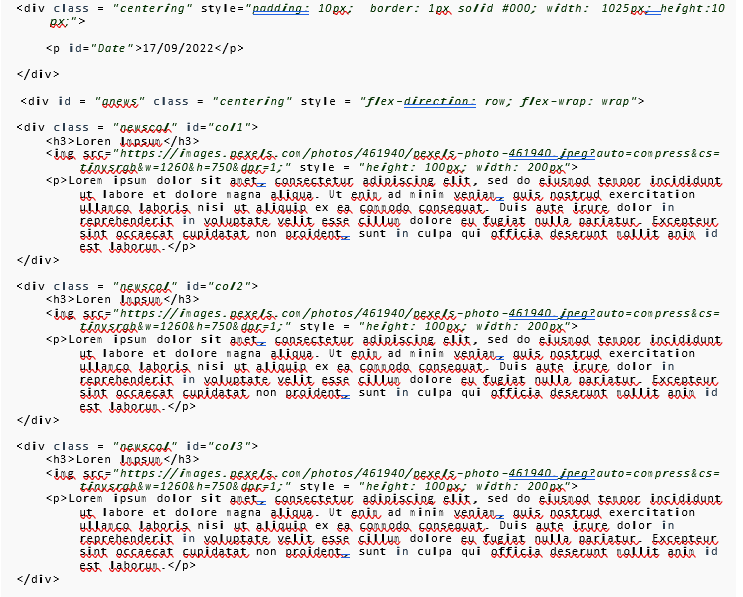 <div class = "centering" style="padding: 10px;  border: 1px solid #000; width: 1025px; height:10
px;">
<p id="Date">17/09/2022</p>
</div>
<div id = "qnews" class = "centering" style = "flex-direction: row; flex-wrap: wrap">
<div class = "newscol" id="col1">
<h3>Loren Impsum</h3>
<img src="https://images.pexels.com/photos/461940/pexels-photo-461940.jpeg?auto=compress&cs=
tinysrgb&w=1260&h=750&dpr=1;" style = "height: 100px; width: 200px">
<p>Lorem ipsum dolor sit amet, consectetur adipiscing elit, sed do eiusmod tempor incididunt
ut labore et dolore magna aliqua. Ut enim ad minim veniam, quis nostrud exercitation
ullamco laboris nisi ut aliquip ex ea commodo consequat. Duis aute irure dolor in
reprehenderit in voluptate velit esse cillum dolore eu fugiat nulla pariatur. Excepteur
sint occaecat cupidatat non proident, sunt in culpa qui officia deserunt mollit anim id
est laborum.</p>
</div>
<div class = "newscol" id="col2">
<h3>Loren Impsum</h3>
<img src="https://images.pexels.com/photos/461940/pexels-photo-461940.jpeg?auto=compress&cs=
tinysrgb&w=1260&h=750&dpr=1;" style = "height: 100px; width: 200px">
<p>Lorem ipsum dolor sit amet, consectetur adipiscing elit, sed do eiusmod tempor incididunt
ut labore et dolore magna aliqua. Ut enim ad minim veniam, quis nostrud exercitation
ullamco laboris nisi ut aliquip ex ea commodo consequat. Duis aute irure dolor in
reprehenderit in voluptate velit esse cillum dolore eu fugiat nulla pariatur. Excepteur
sint occaecat cupidatat non proident, sunt in culpa qui officia deserunt mollit anim id
est laborum.</p>
</div>
<div class = "newscol" id="col3">
<h3>Loren Impsum</h3>
<img src="https://images.pexels.com/photos/461940/pexels-photo-461940.jpeg?auto=compress&cs=
tinysrgb&w=1260&h=750&dpr=1;" style = "height: 100px; width: 200px">
<p>Lorem ipsum dolor sit amet, consectetur adipiscing elit, sed do eiusmod tempor incididunt
ut labore et dolore magna aliqua. Ut enim ad minim veniam, quis nostrud exercitation
ullamco laboris nisi ut aliquip ex ea commodo consequat. Duis aute irure dolor in
reprehenderit in voluptate velit esse cillum dolore eu fugiat nulla pariatur. Excepteur
sint occaecat cupidatat non proident, sunt in culpa qui officia deserunt mollit anim id
est laborum.</p>
</div>